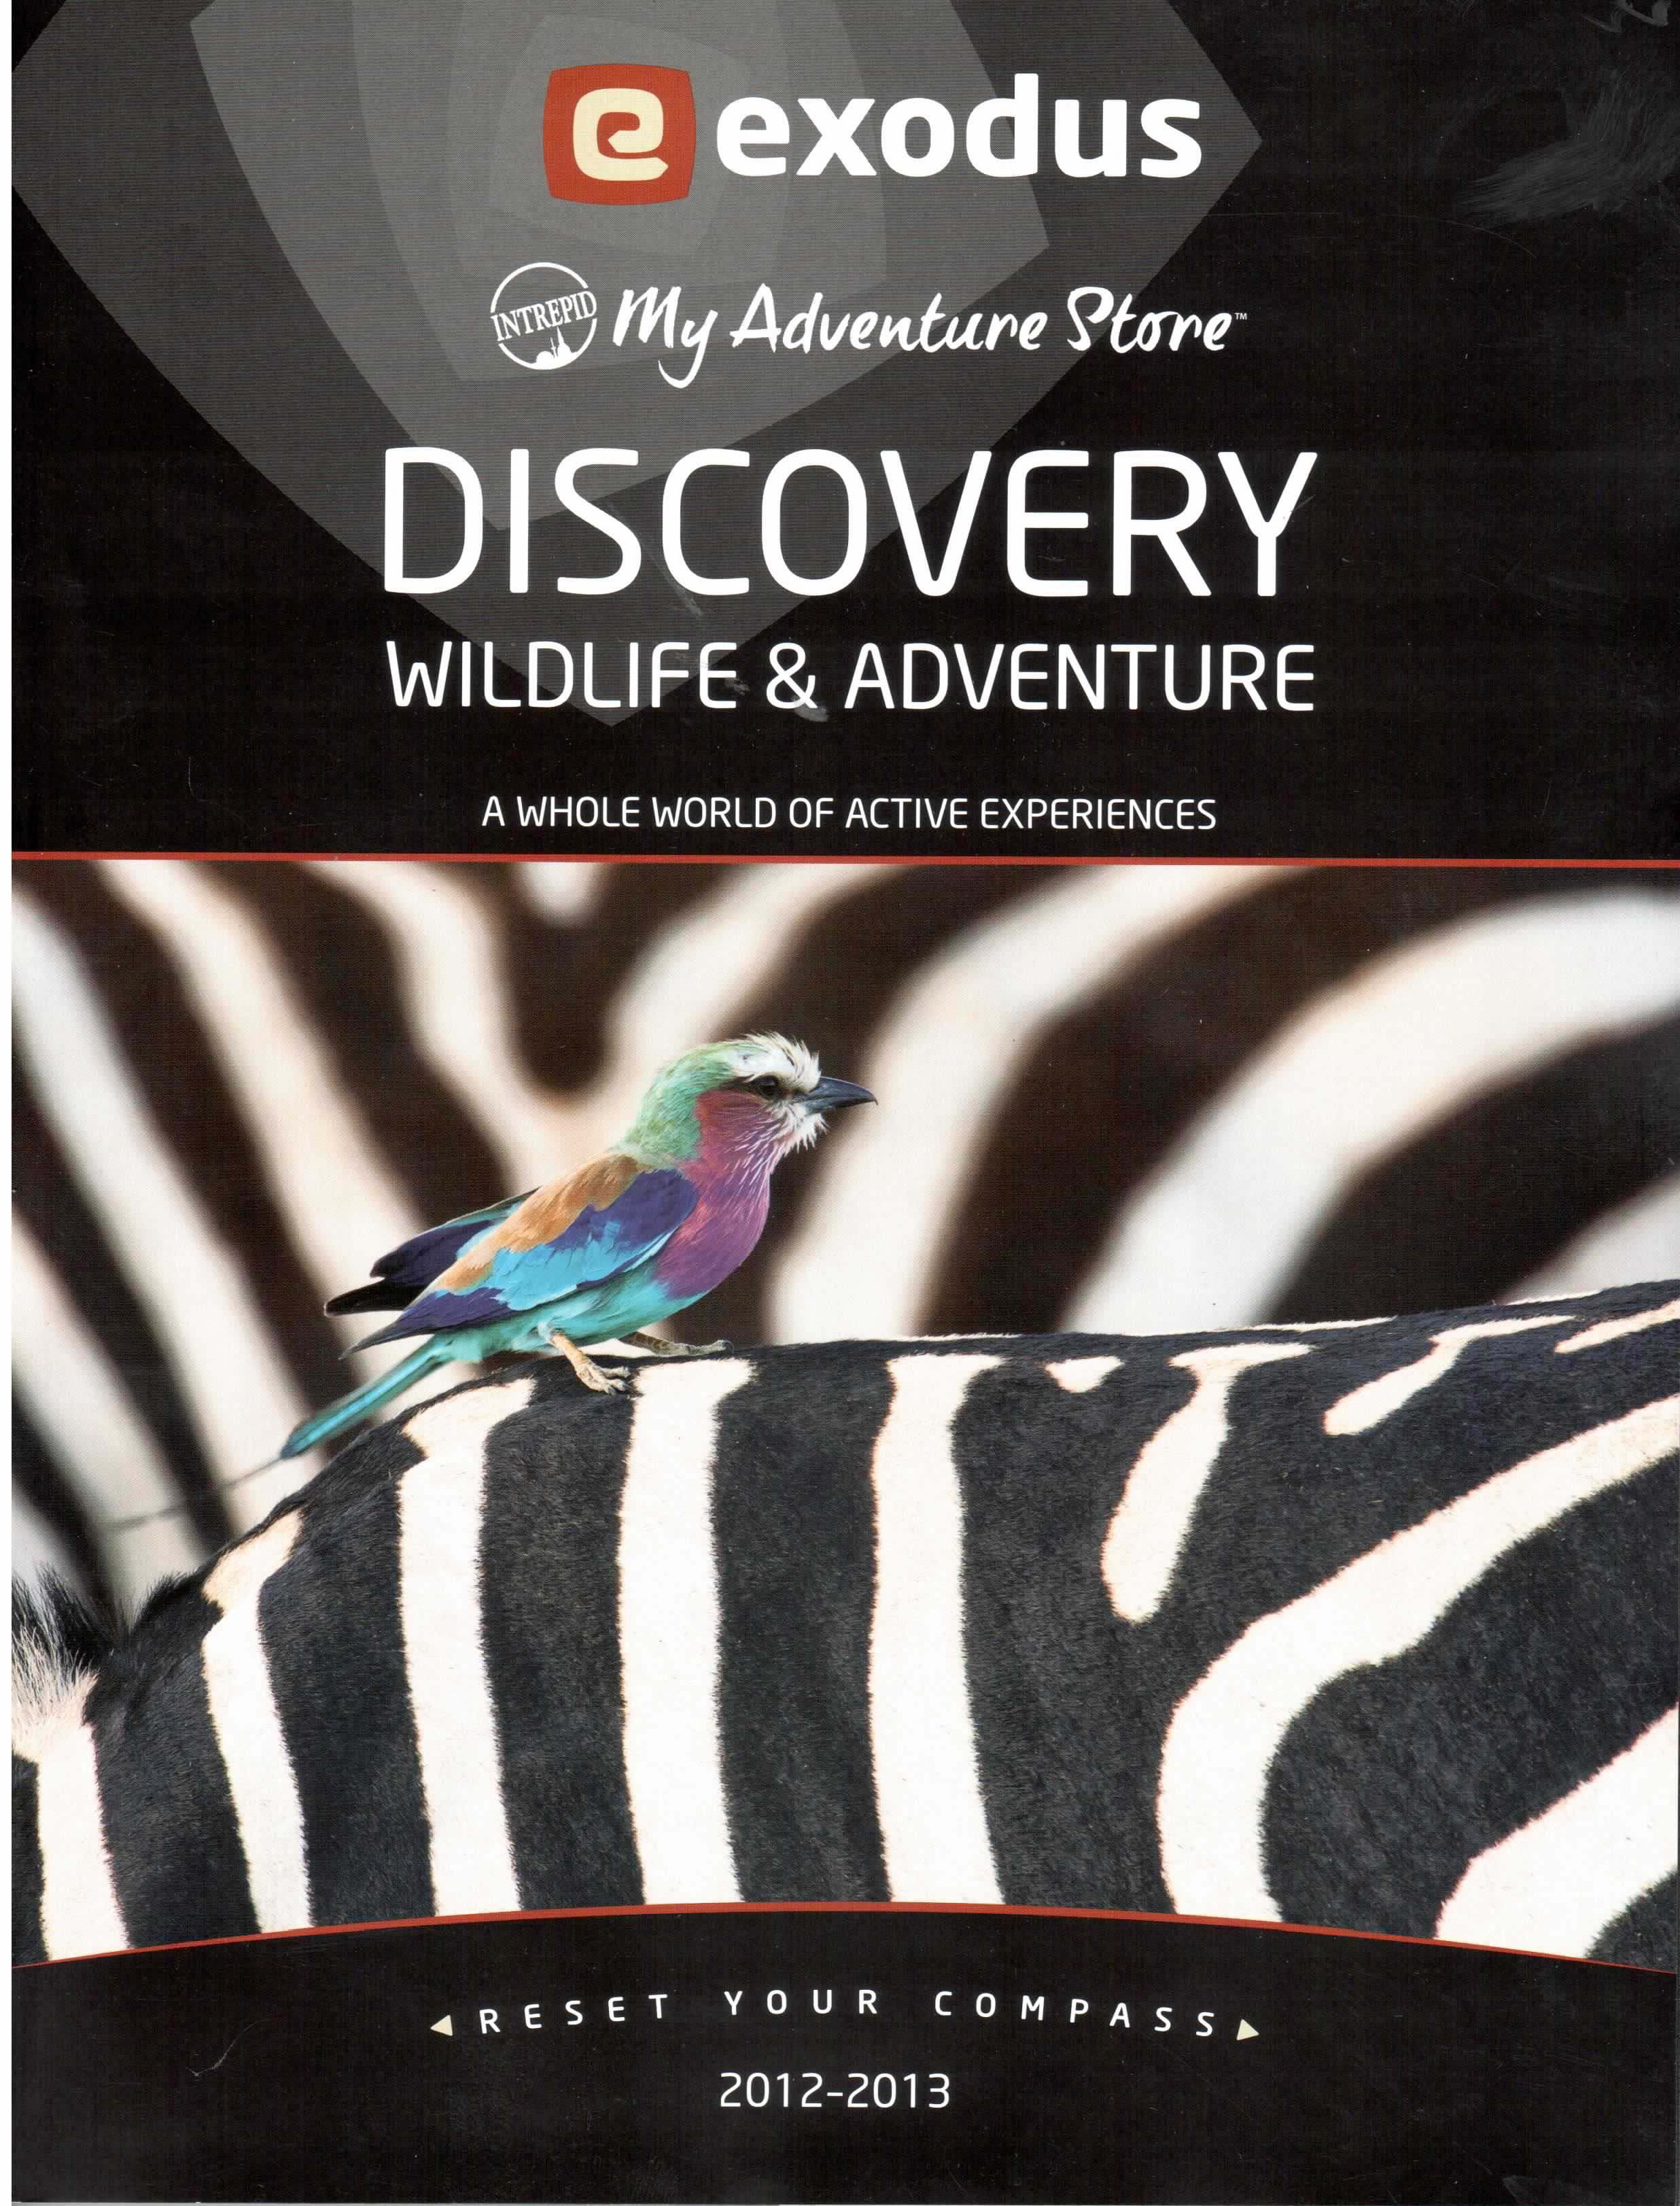 exodus
INTREPID My Adventure Store™
DISCOVERY
WILDLIFE & ADVENTURE
A WHOLE WORLD OF ACTIVE EXPERIENCES
RESET YOUR COMPASS
2012-2013